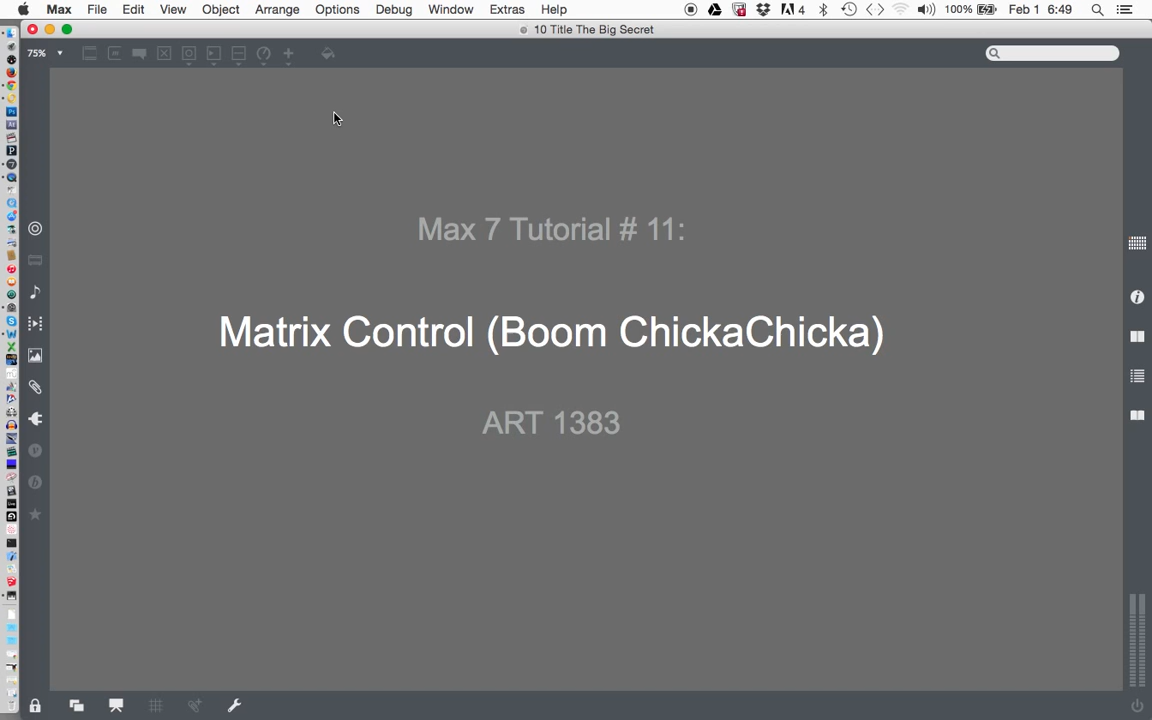 Max File Edit View Object Arrange Options Debug Window Extras Help 4 100% Feb 1 6:49
10 Title The Big Secret
75%
Max 7 Tutorial # 11:
Matrix Control (Boom ChickaChicka)
ART 1383